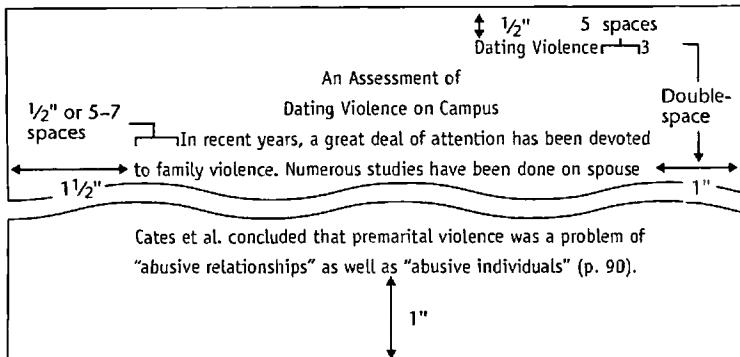 ½" 5 spaces
Dating Violence 3
An Assessment of
½" or 5–7
spaces
Dating Violence on Campus
Double-
space
In recent years, a great deal of attention has been devoted
to family violence. Numerous studies have been done on spouse
1½" 1"
Cates et al. concluded that premarital violence was a problem of
"abusive relationships" as well as "abusive individuals" (p. 90).
1"